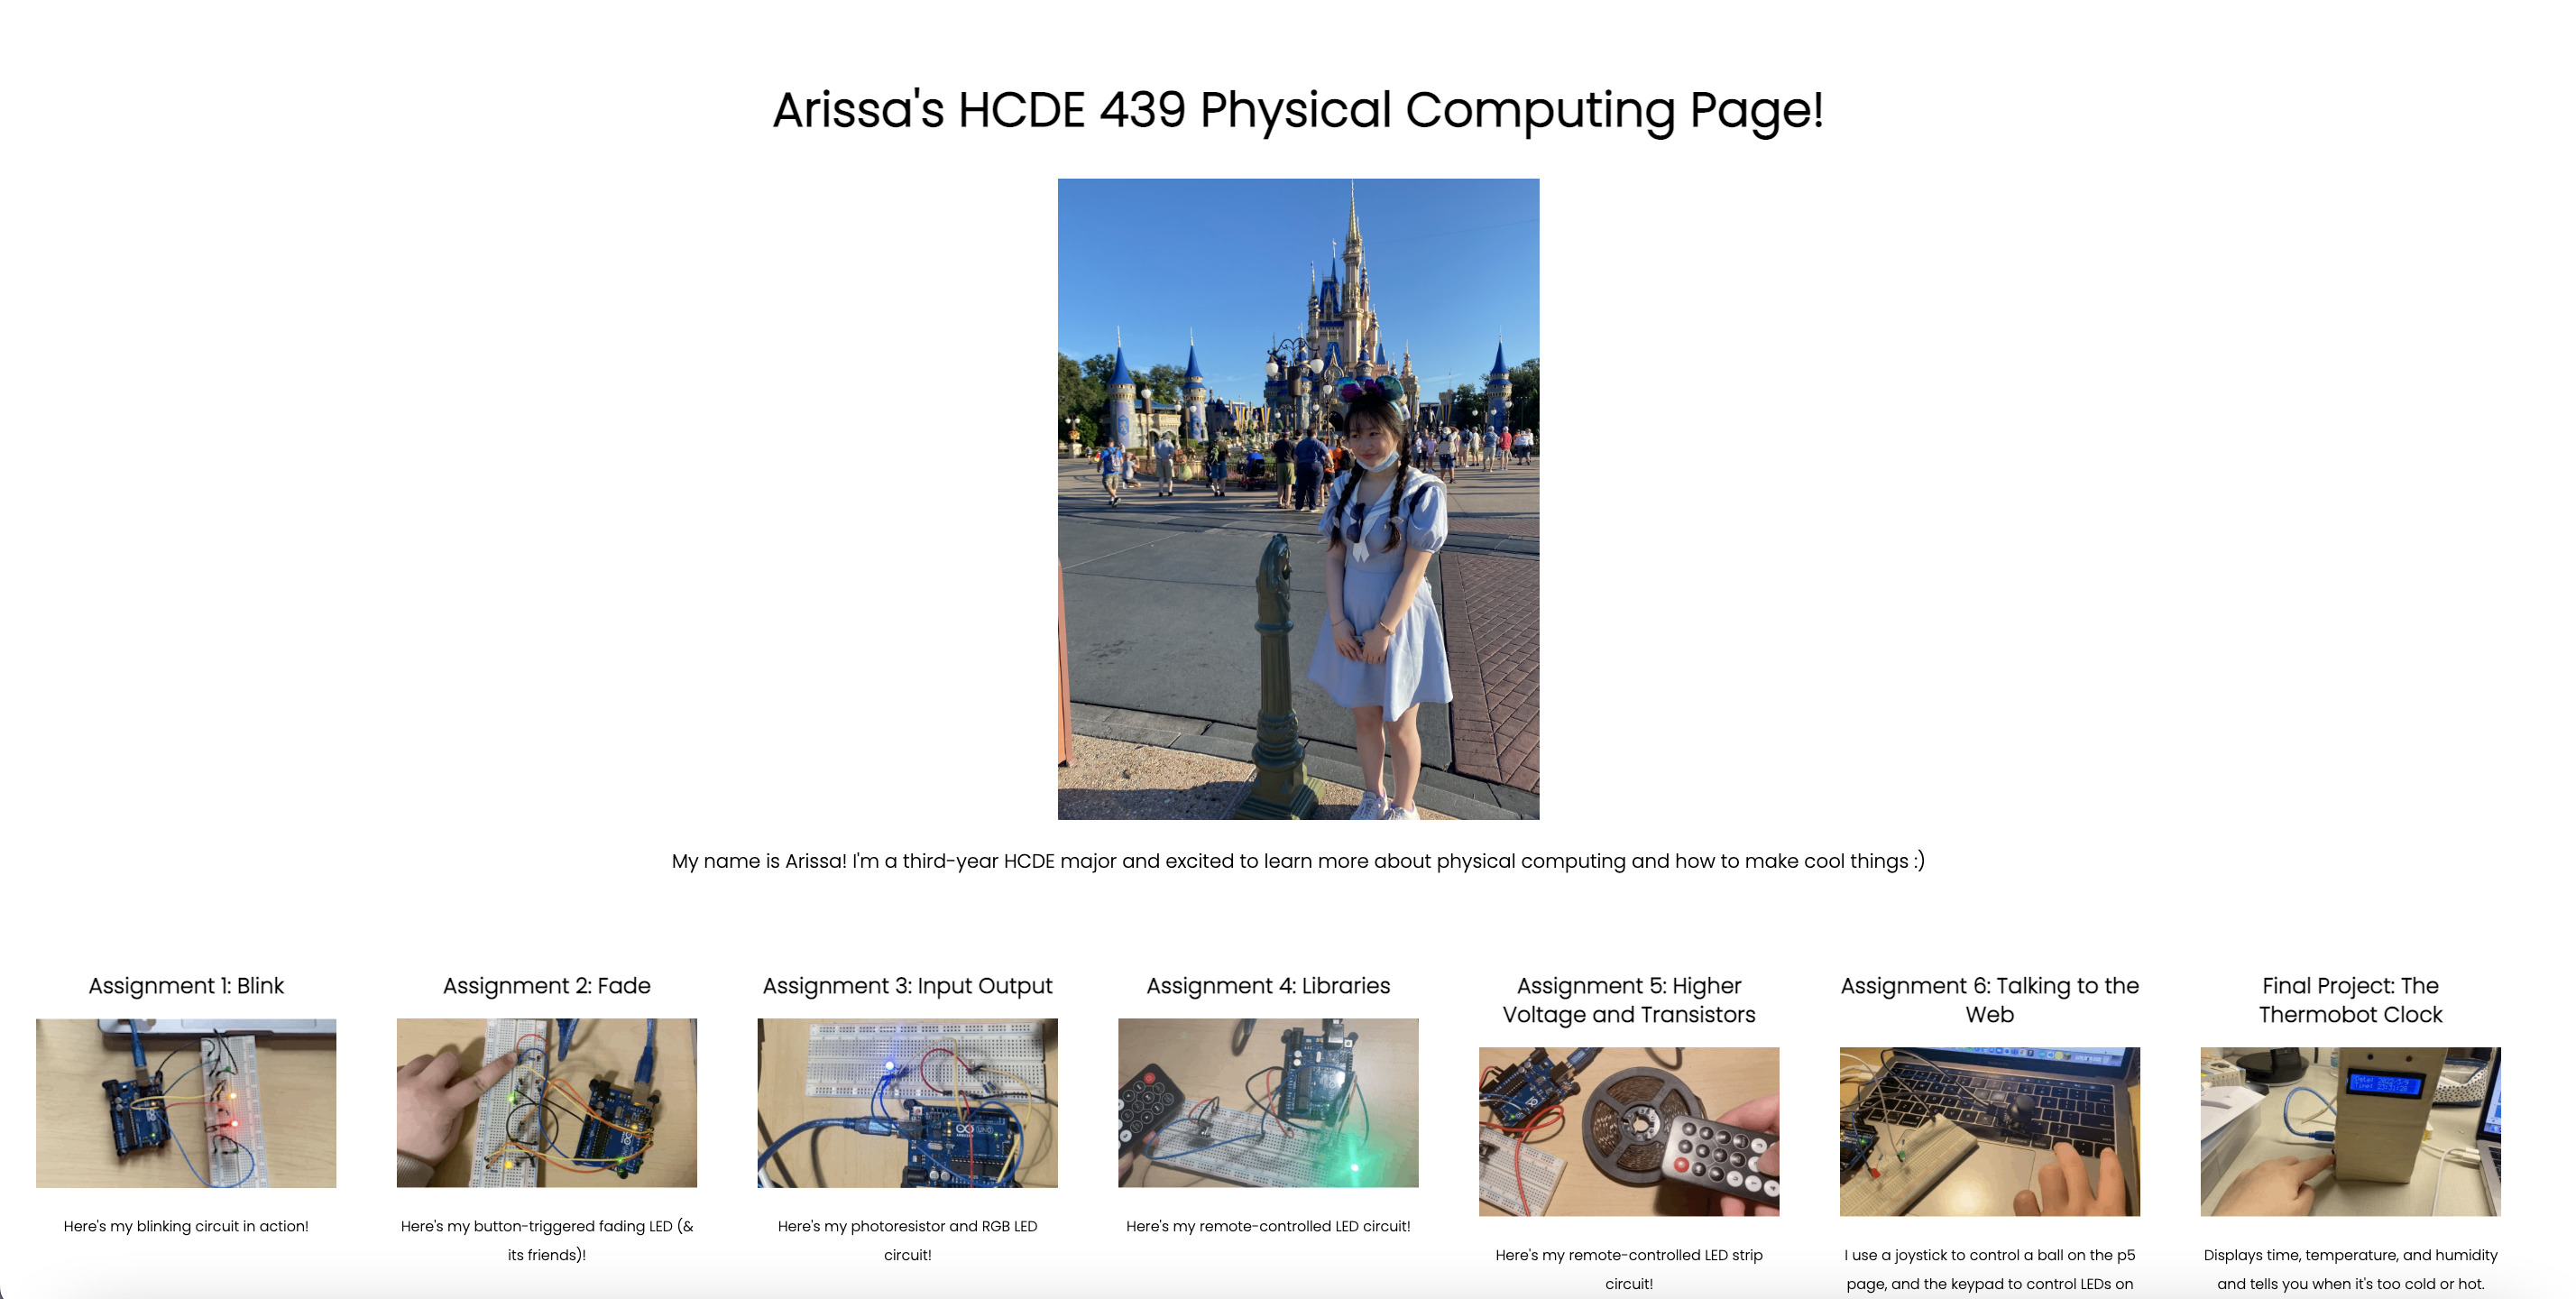 Arissa's HCDE 439 Physical Computing Page!
My name is Arissa! I'm a third-year HCDE major and excited to learn more about physical computing and how to make cool things :)
Assignment 1: Blink
Here's my blinking circuit in action!
Assignment 2: Fade
Here's my button-triggered fading LED (&
its friends)!
Assignment 3: Input Output
Here's my photoresistor and RGB LED
circuit!
Assignment 4: Libraries
Here's my remote-controlled LED circuit!
Assignment 5: Higher
Voltage and Transistors
Here's my remote-controlled LED strip
circuit!
Assignment 6: Talking to the
Web
I use a joystick to control a ball on the p5
page, and the keypad to control LEDs on
Final Project: The
Thermobot Clock
Displays time, temperature, and humidity
and tells you when it's too cold or hot.